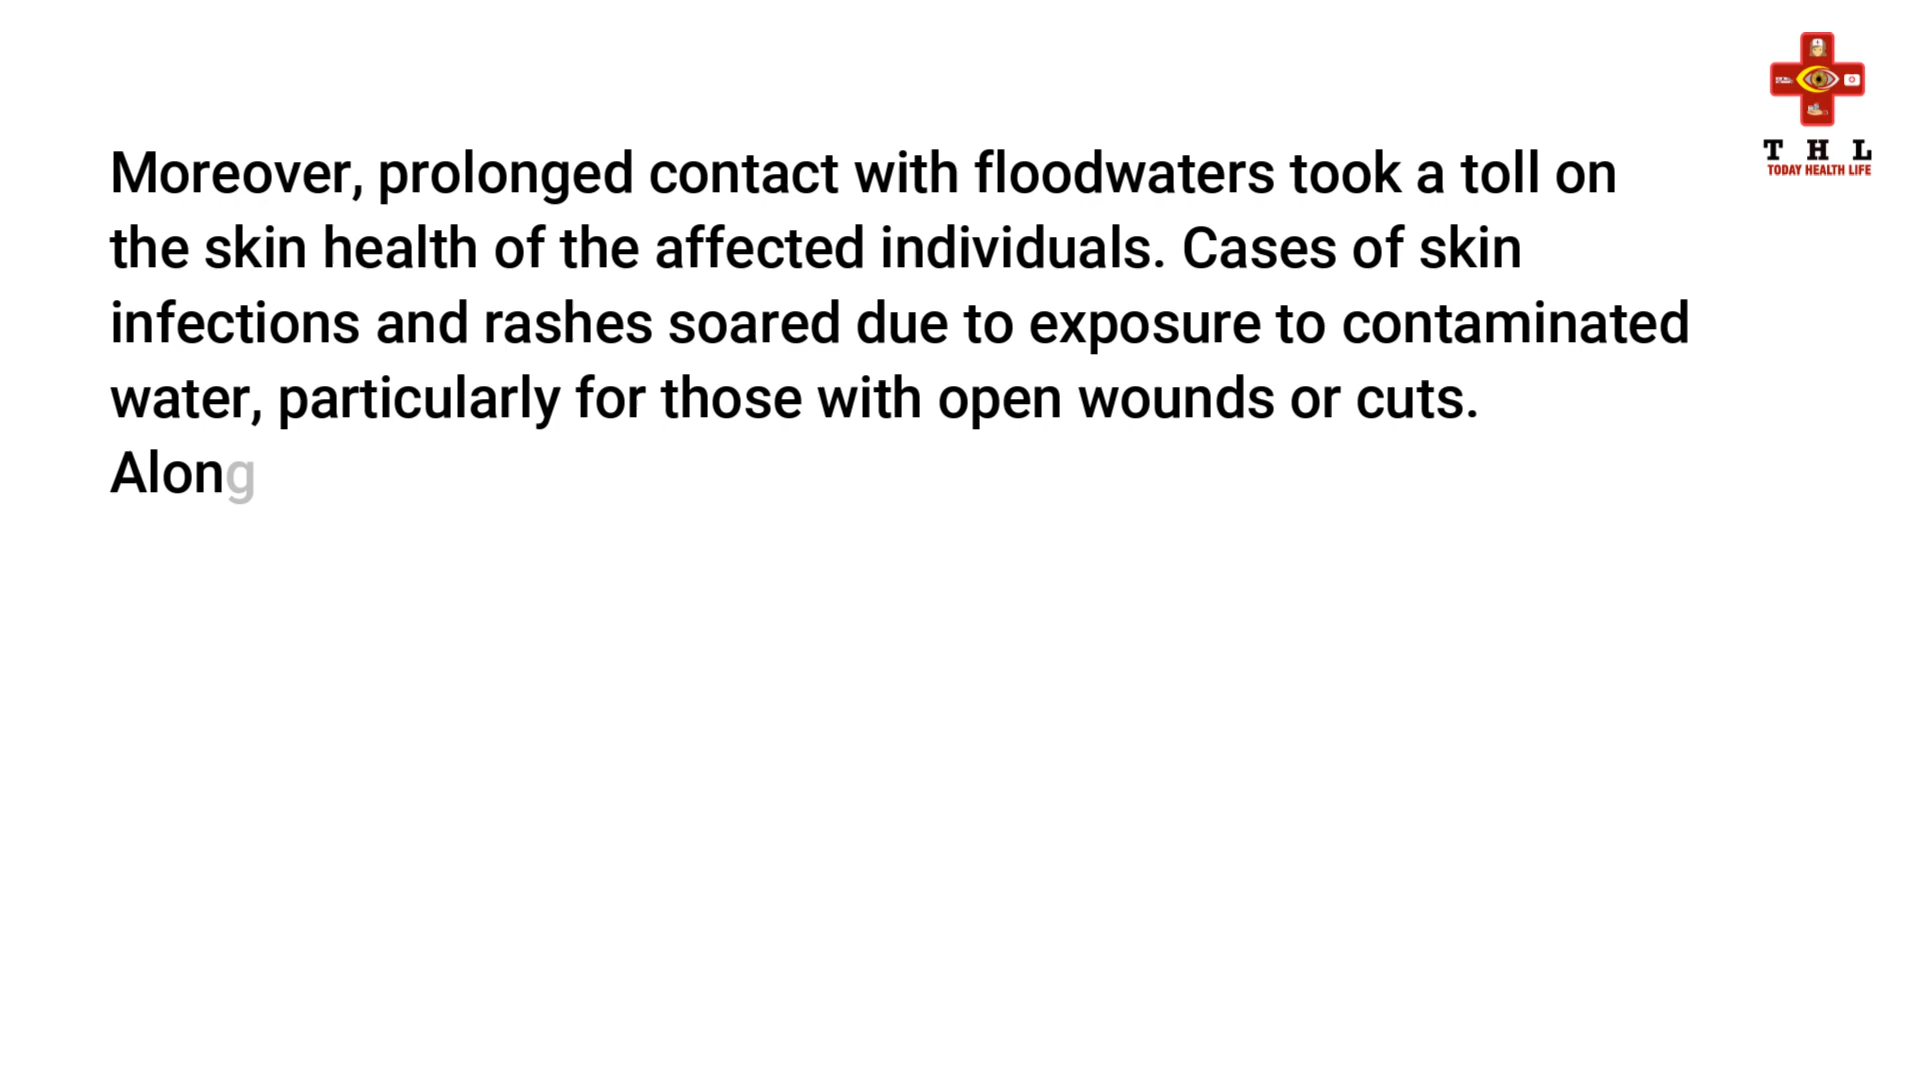 Moreover, prolonged contact with floodwaters took a toll on
the skin health of the affected individuals. Cases of skin
infections and rashes soared due to exposure to contaminated
water, particularly for those with open wounds or cuts.
Along
T H L
TODAY HEALTH LIFE